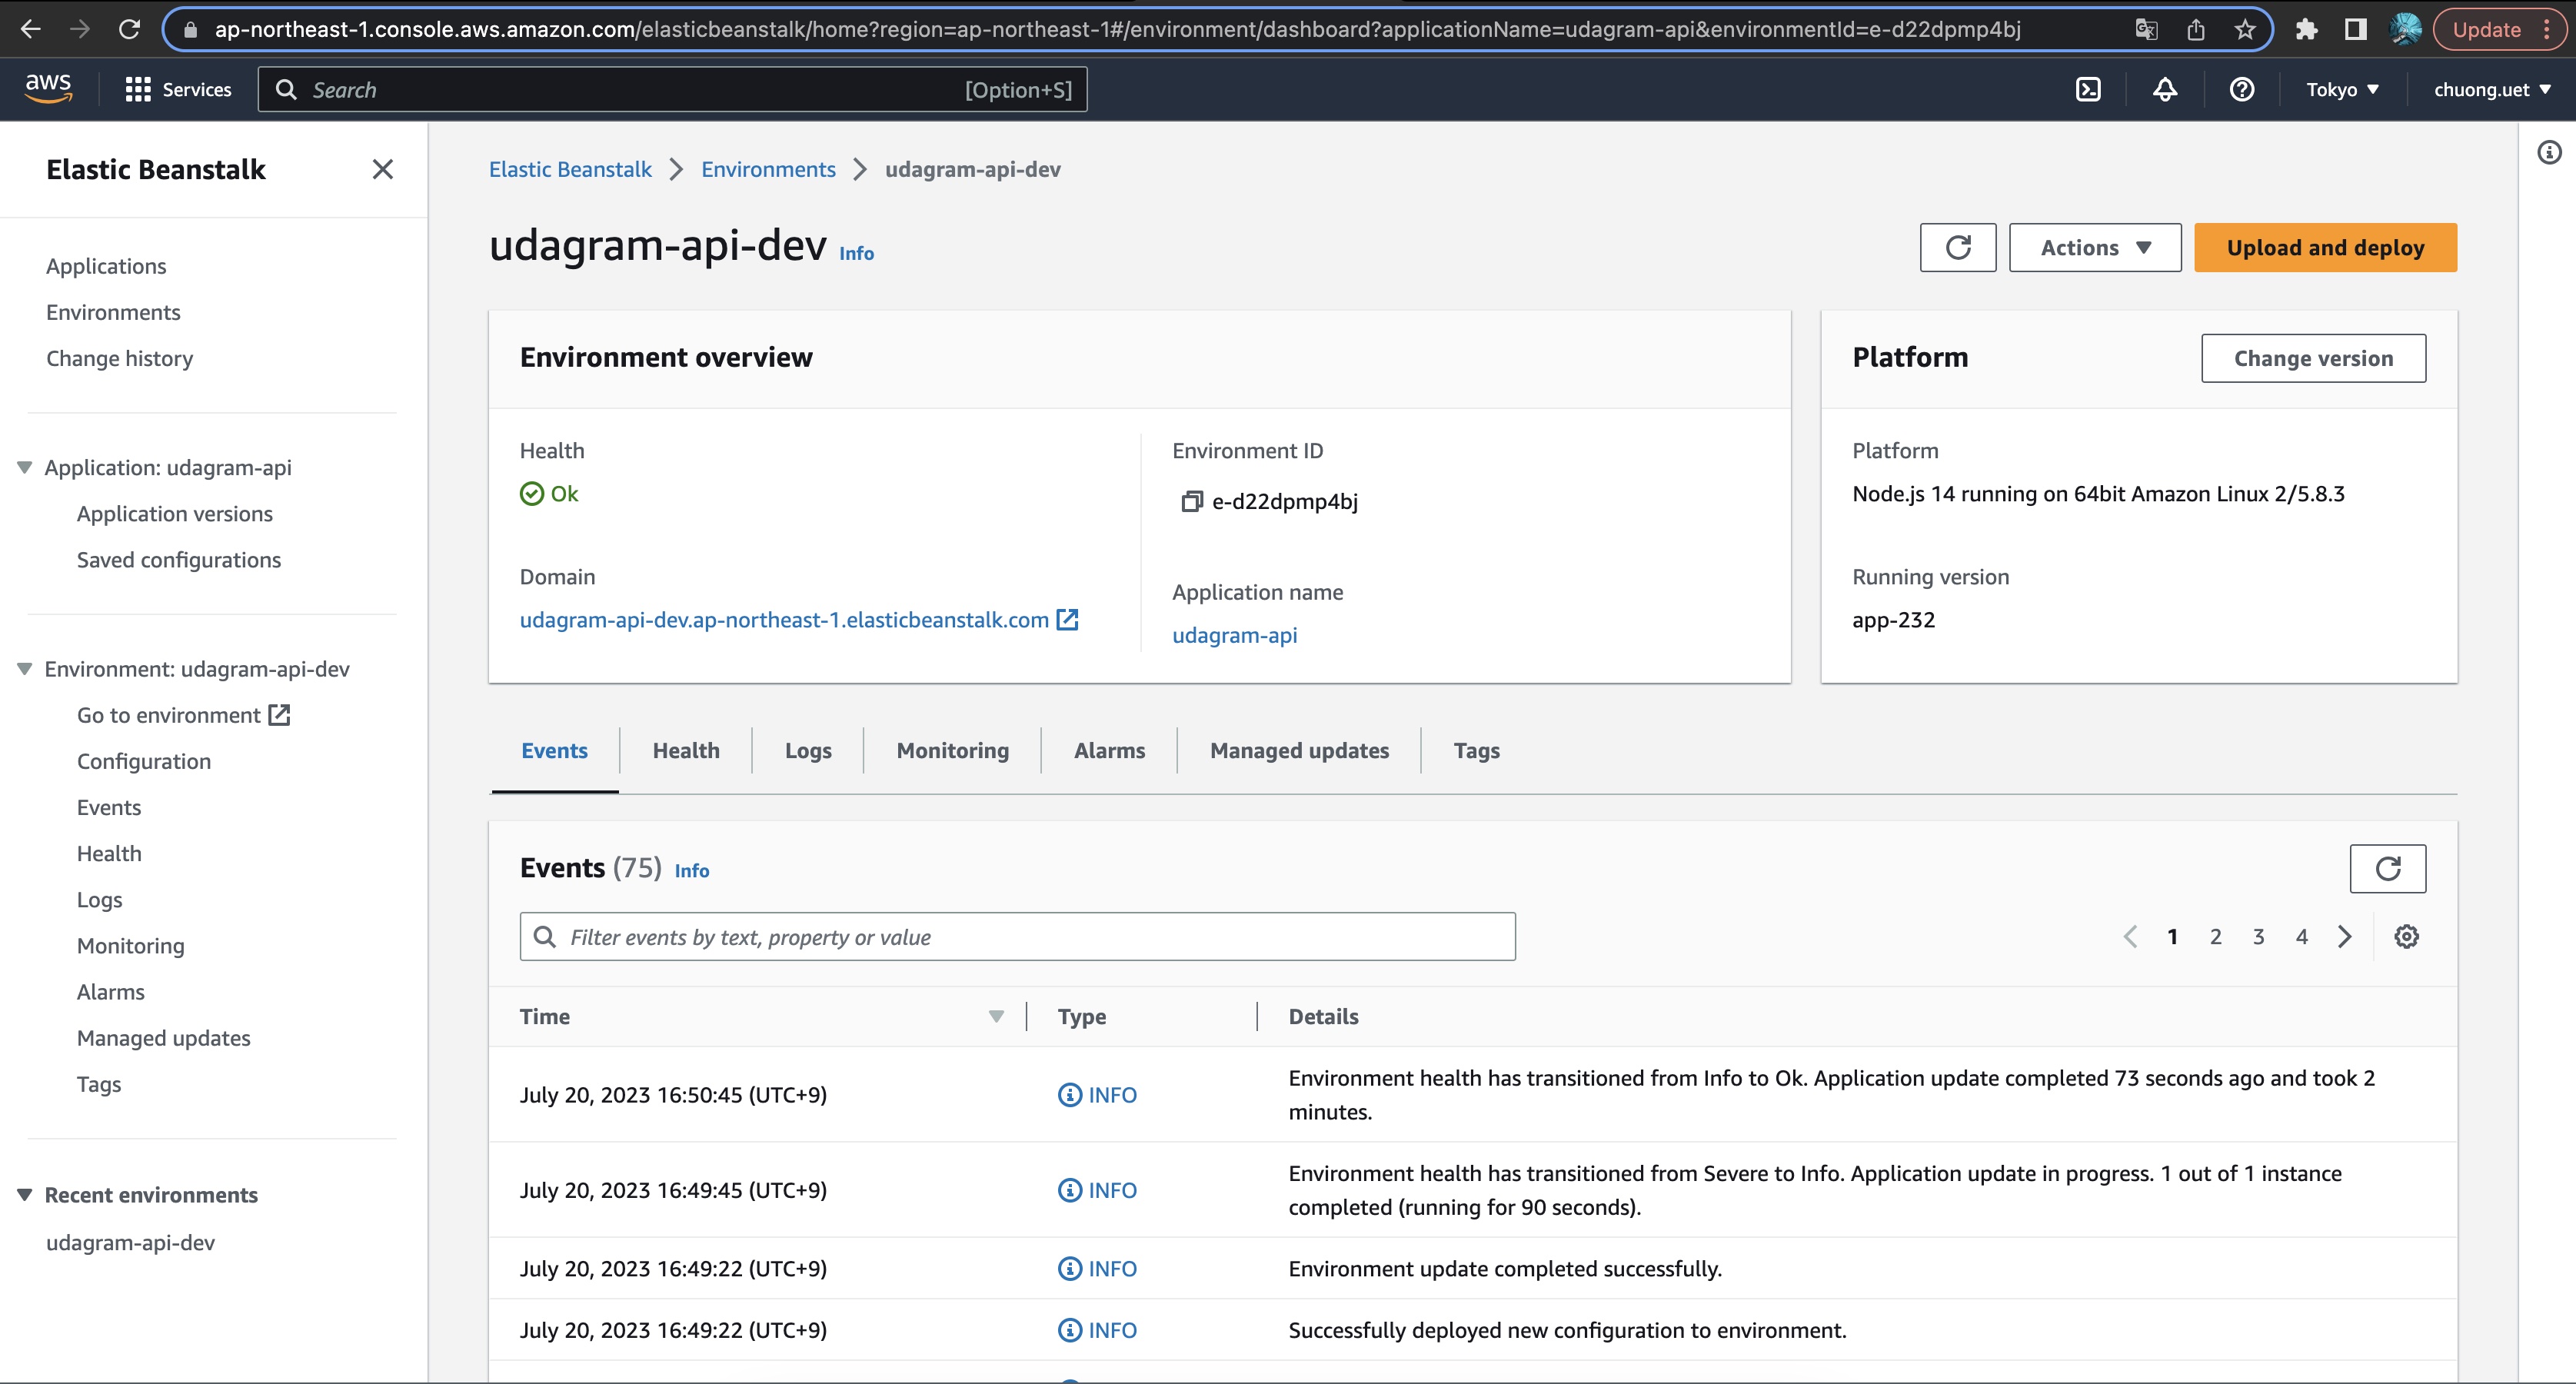 ap-northeast-1.console.aws.amazon.com/elasticbeanstalk/home?region=ap-northeast-1#/environment/dashboard?applicationName=udagram-api&environmentId=e-d22dpmp4bj
Update
aws
Services
Search
[Option+S]
Tokyo
chuong.uet
Elastic Beanstalk
Applications
Environments
Change history
Application: udagram-api
Application versions
Saved configurations
Environment: udagram-api-dev
Go to environment
Configuration
Events
Health
Logs
Monitoring
Alarms
Managed updates
Tags
Recent environments
udagram-api-dev
Elastic Beanstalk
Environments
udagram-api-dev
udagram-api-dev Info
Actions
Upload and deploy
Environment overview
Health
Ok
Domain
udagram-api-dev.ap-northeast-1.elasticbeanstalk.com
Environment ID
e-d22dpmp4bj
Application name
udagram-api
Platform
Change version
Platform
Node.js 14 running on 64bit Amazon Linux 2/5.8.3
Running version
app-232
Events
Health
Logs
Monitoring
Alarms
Managed updates
Tags
Events (75) Info
Filter events by text, property or value
1 2 3 4
Time
Type
Details
July 20, 2023 16:50:45 (UTC+9)
INFO
Environment health has transitioned from Info to Ok. Application update completed 73 seconds ago and took 2
minutes.
July 20, 2023 16:49:45 (UTC+9)
INFO
Environment health has transitioned from Severe to Info. Application update in progress. 1 out of 1 instance
completed (running for 90 seconds).
July 20, 2023 16:49:22 (UTC+9)
INFO
Environment update completed successfully.
July 20, 2023 16:49:22 (UTC+9)
INFO
Successfully deployed new configuration to environment.